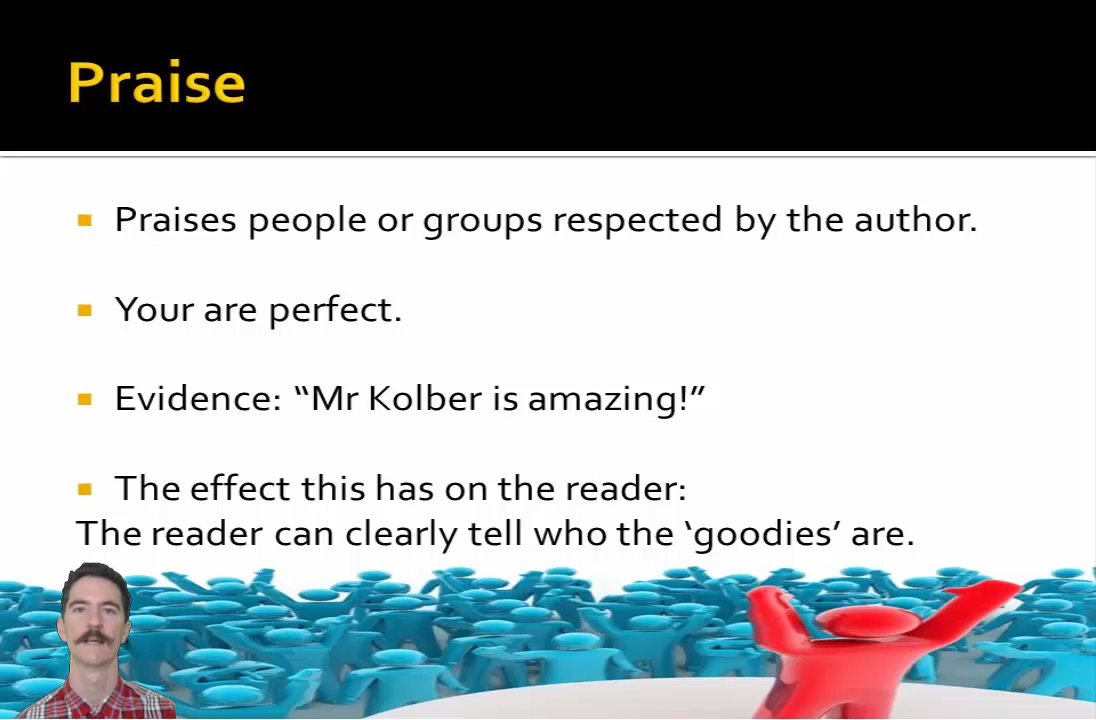 Praise
Praises people or groups respected by the author.
Your are perfect.
Evidence: “Mr Kolber is amazing!”
The effect this has on the reader:
The reader can clearly tell who the ‘goodies’ are.